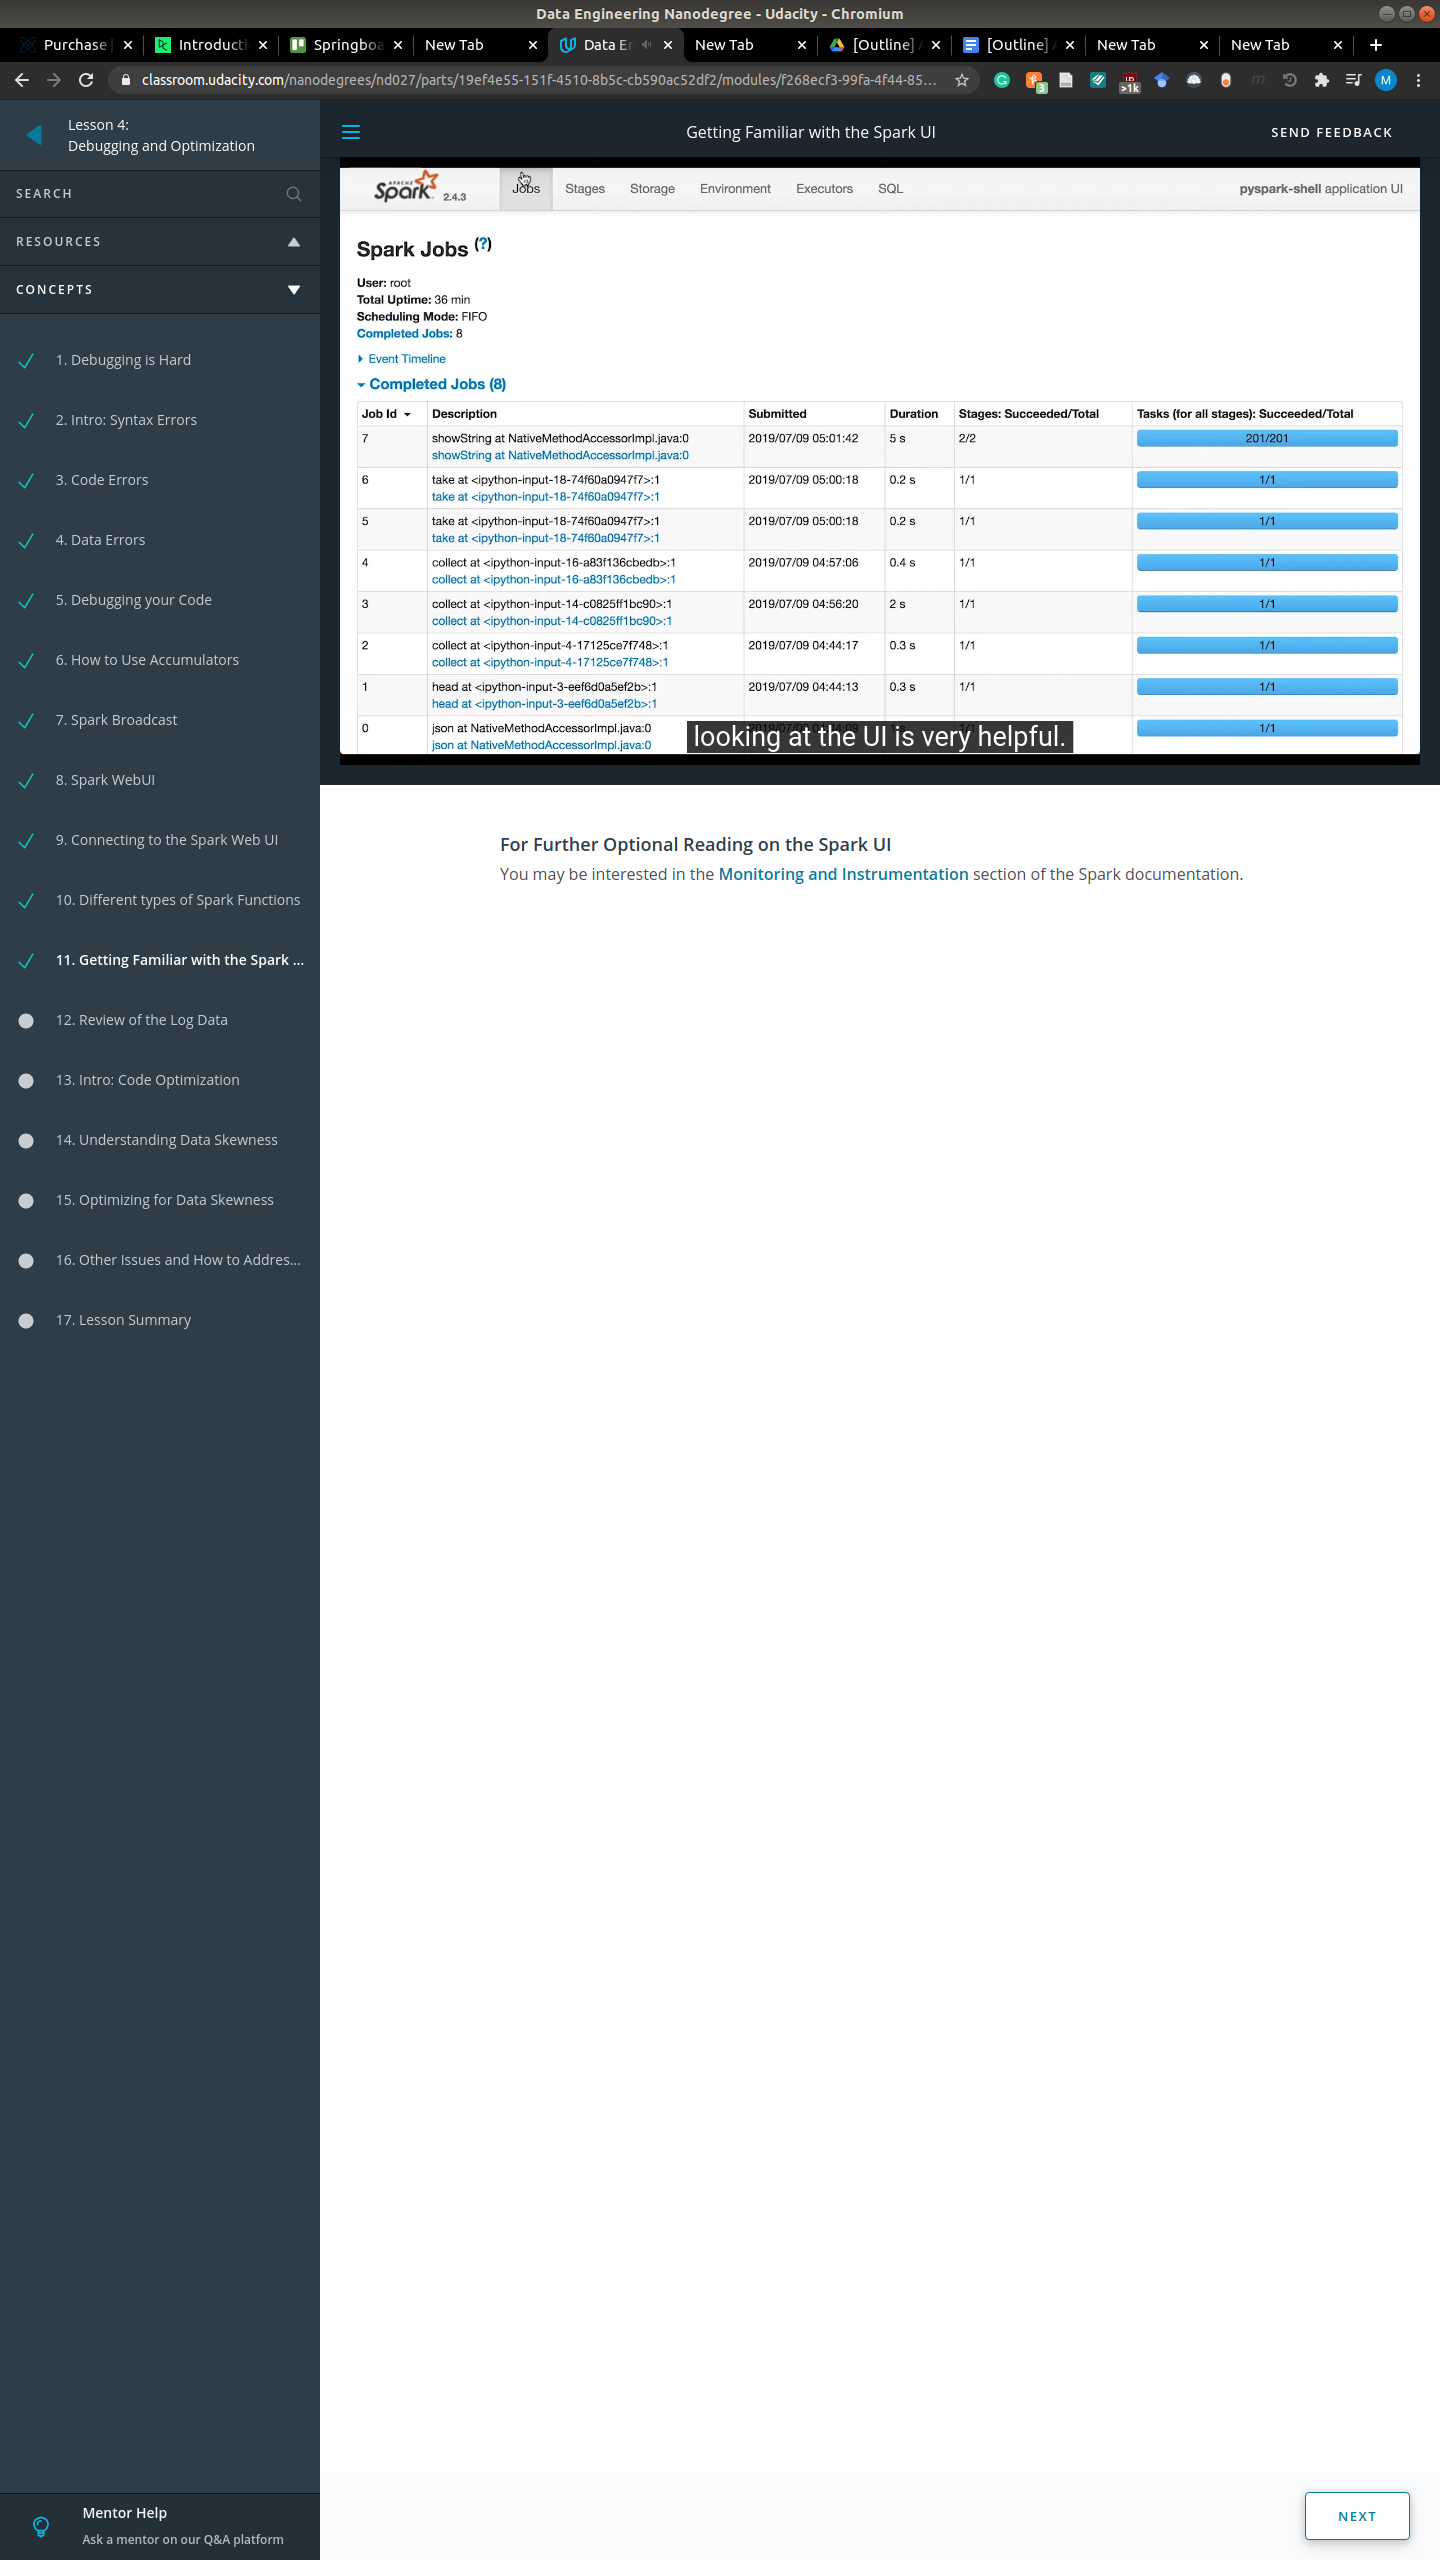 Data Engineering Nanodegree - Udacity - Chromium
Purchase
Introducti
Springboa
New Tab
Data Er
New Tab
[Outline]
[Outline]
New Tab
New Tab
classroom.udacity.com/nanodegrees/nd027/parts/19ef4e55-151f-4510-8b5c-cb590ac52df2/modules/f268ecf3-99fa-4f44-85...
3
>1k
M
Lesson 4:
Debugging and Optimization
SEARCH
RESOURCES
CONCEPTS
1. Debugging is Hard
2. Intro: Syntax Errors
3. Code Errors
4. Data Errors
5. Debugging your Code
6. How to Use Accumulators
7. Spark Broadcast
8. Spark WebUI
9. Connecting to the Spark Web UI
10. Different types of Spark Functions
11. Getting Familiar with the Spark ...
12. Review of the Log Data
13. Intro: Code Optimization
14. Understanding Data Skewness
15. Optimizing for Data Skewness
16. Other Issues and How to Addres...
17. Lesson Summary
Mentor Help
Ask a mentor on our Q&A platform
Getting Familiar with the Spark UI
SEND FEEDBACK
APACHE Spark 2.4.3 Jobs Stages Storage Environment Executors SQL pyspark-shell application UI
Spark Jobs (?)
User: root
Total Uptime: 36 min
Scheduling Mode: FIFO
Completed Jobs: 8
Event Timeline
Completed Jobs (8)
Job Id Description Submitted Duration Stages: Succeeded/Total Tasks (for all stages): Succeeded/Total
7 showString at NativeMethodAccessorImpl.java:0 2019/07/09 05:01:42 5 s 2/2 201/201
showString at NativeMethodAccessorImpl.java:0
6 take at <ipython-input-18-74f60a0947f7>:1 2019/07/09 05:00:18 0.2 s 1/1 1/1
take at <ipython-input-18-74f60a0947f7>:1
5 take at <ipython-input-18-74f60a0947f7>:1 2019/07/09 05:00:18 0.2 s 1/1 1/1
take at <ipython-input-18-74f60a0947f7>:1
4 collect at <ipython-input-16-a83f136cbedb>:1 2019/07/09 04:57:06 0.4 s 1/1 1/1
collect at <ipython-input-16-a83f136cbedb>:1
3 collect at <ipython-input-14-c0825ff1bc90>:1 2019/07/09 04:56:20 2 s 1/1 1/1
collect at <ipython-input-14-c0825ff1bc90>:1
2 collect at <ipython-input-4-17125ce7f748>:1 2019/07/09 04:44:17 0.3 s 1/1 1/1
collect at <ipython-input-4-17125ce7f748>:1
1 head at <ipython-input-3-eef6d0a5ef2b>:1 2019/07/09 04:44:13 0.3 s 1/1 1/1
head at <ipython-input-3-eef6d0a5ef2b>:1
0 json at NativeMethodAccessorImpl.java:0 1/1
json at NativeMethodAccessorImpl.java:0
looking at the UI is very helpful.
For Further Optional Reading on the Spark UI
You may be interested in the Monitoring and Instrumentation section of the Spark documentation.
NEXT